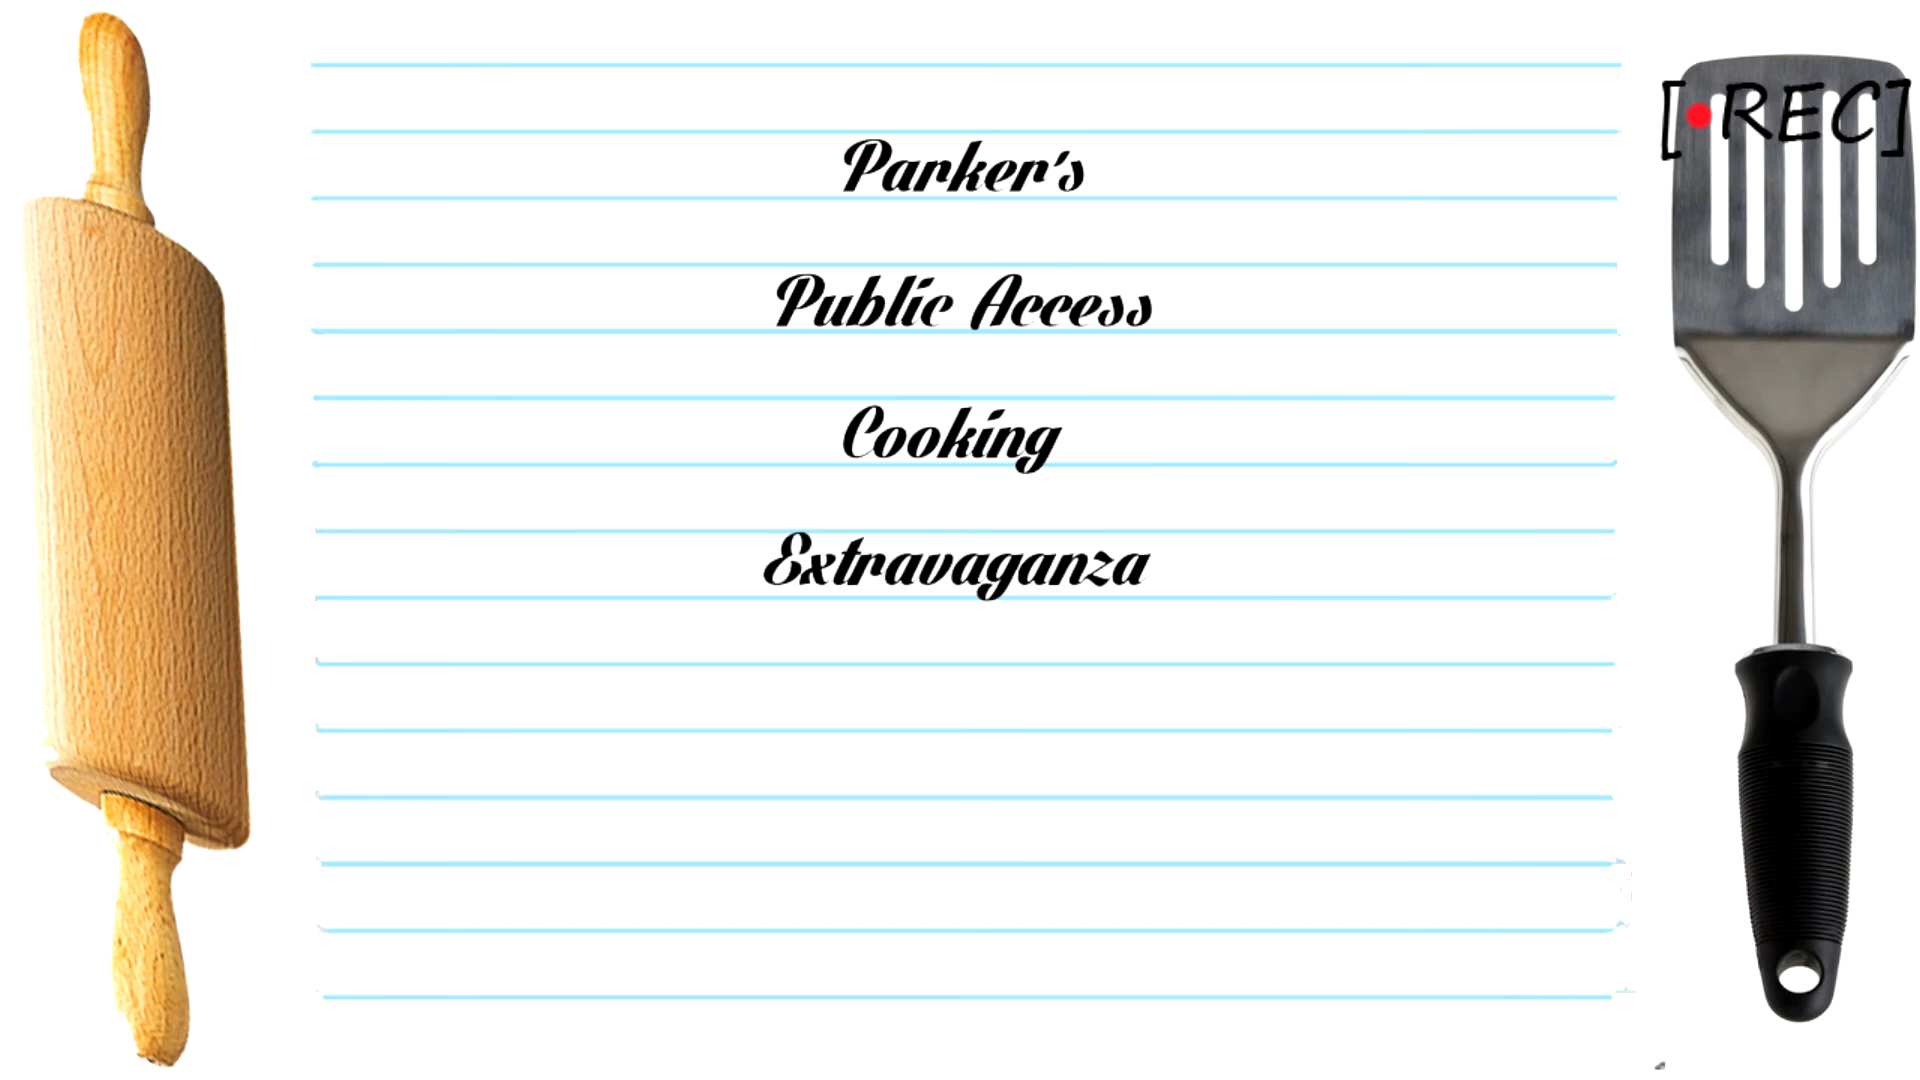 Parker's
Public Access
Cooking
Extravaganza
[•REC]